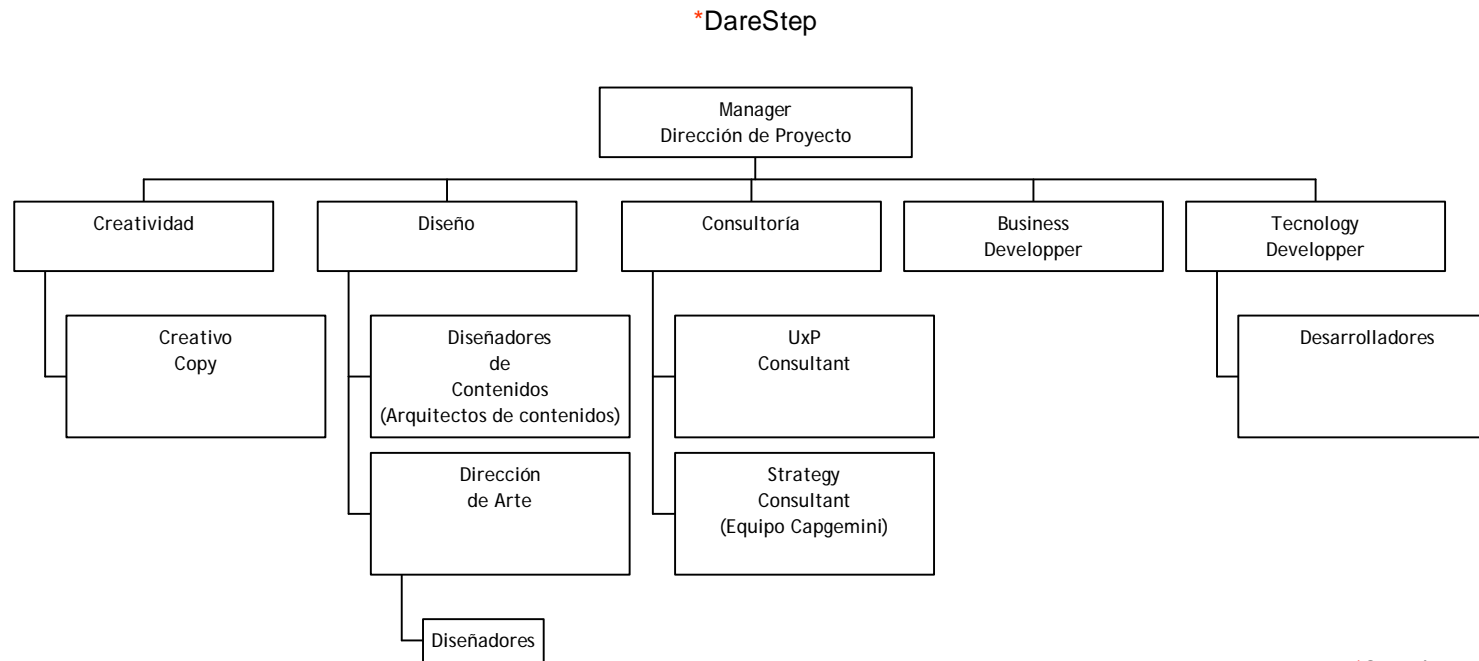 *DareStep
Manager
Dirección de Proyecto
Creatividad
Diseño
Consultoría
Business
Developper
Tecnology
Developper
Creativo
Copy
Diseñadores
de
Contenidos
(Arquitectos de contenidos)
UxP
Consultant
Desarrolladores
Dirección
de Arte
Strategy
Consultant
(Equipo Capgemini)
Diseñadores